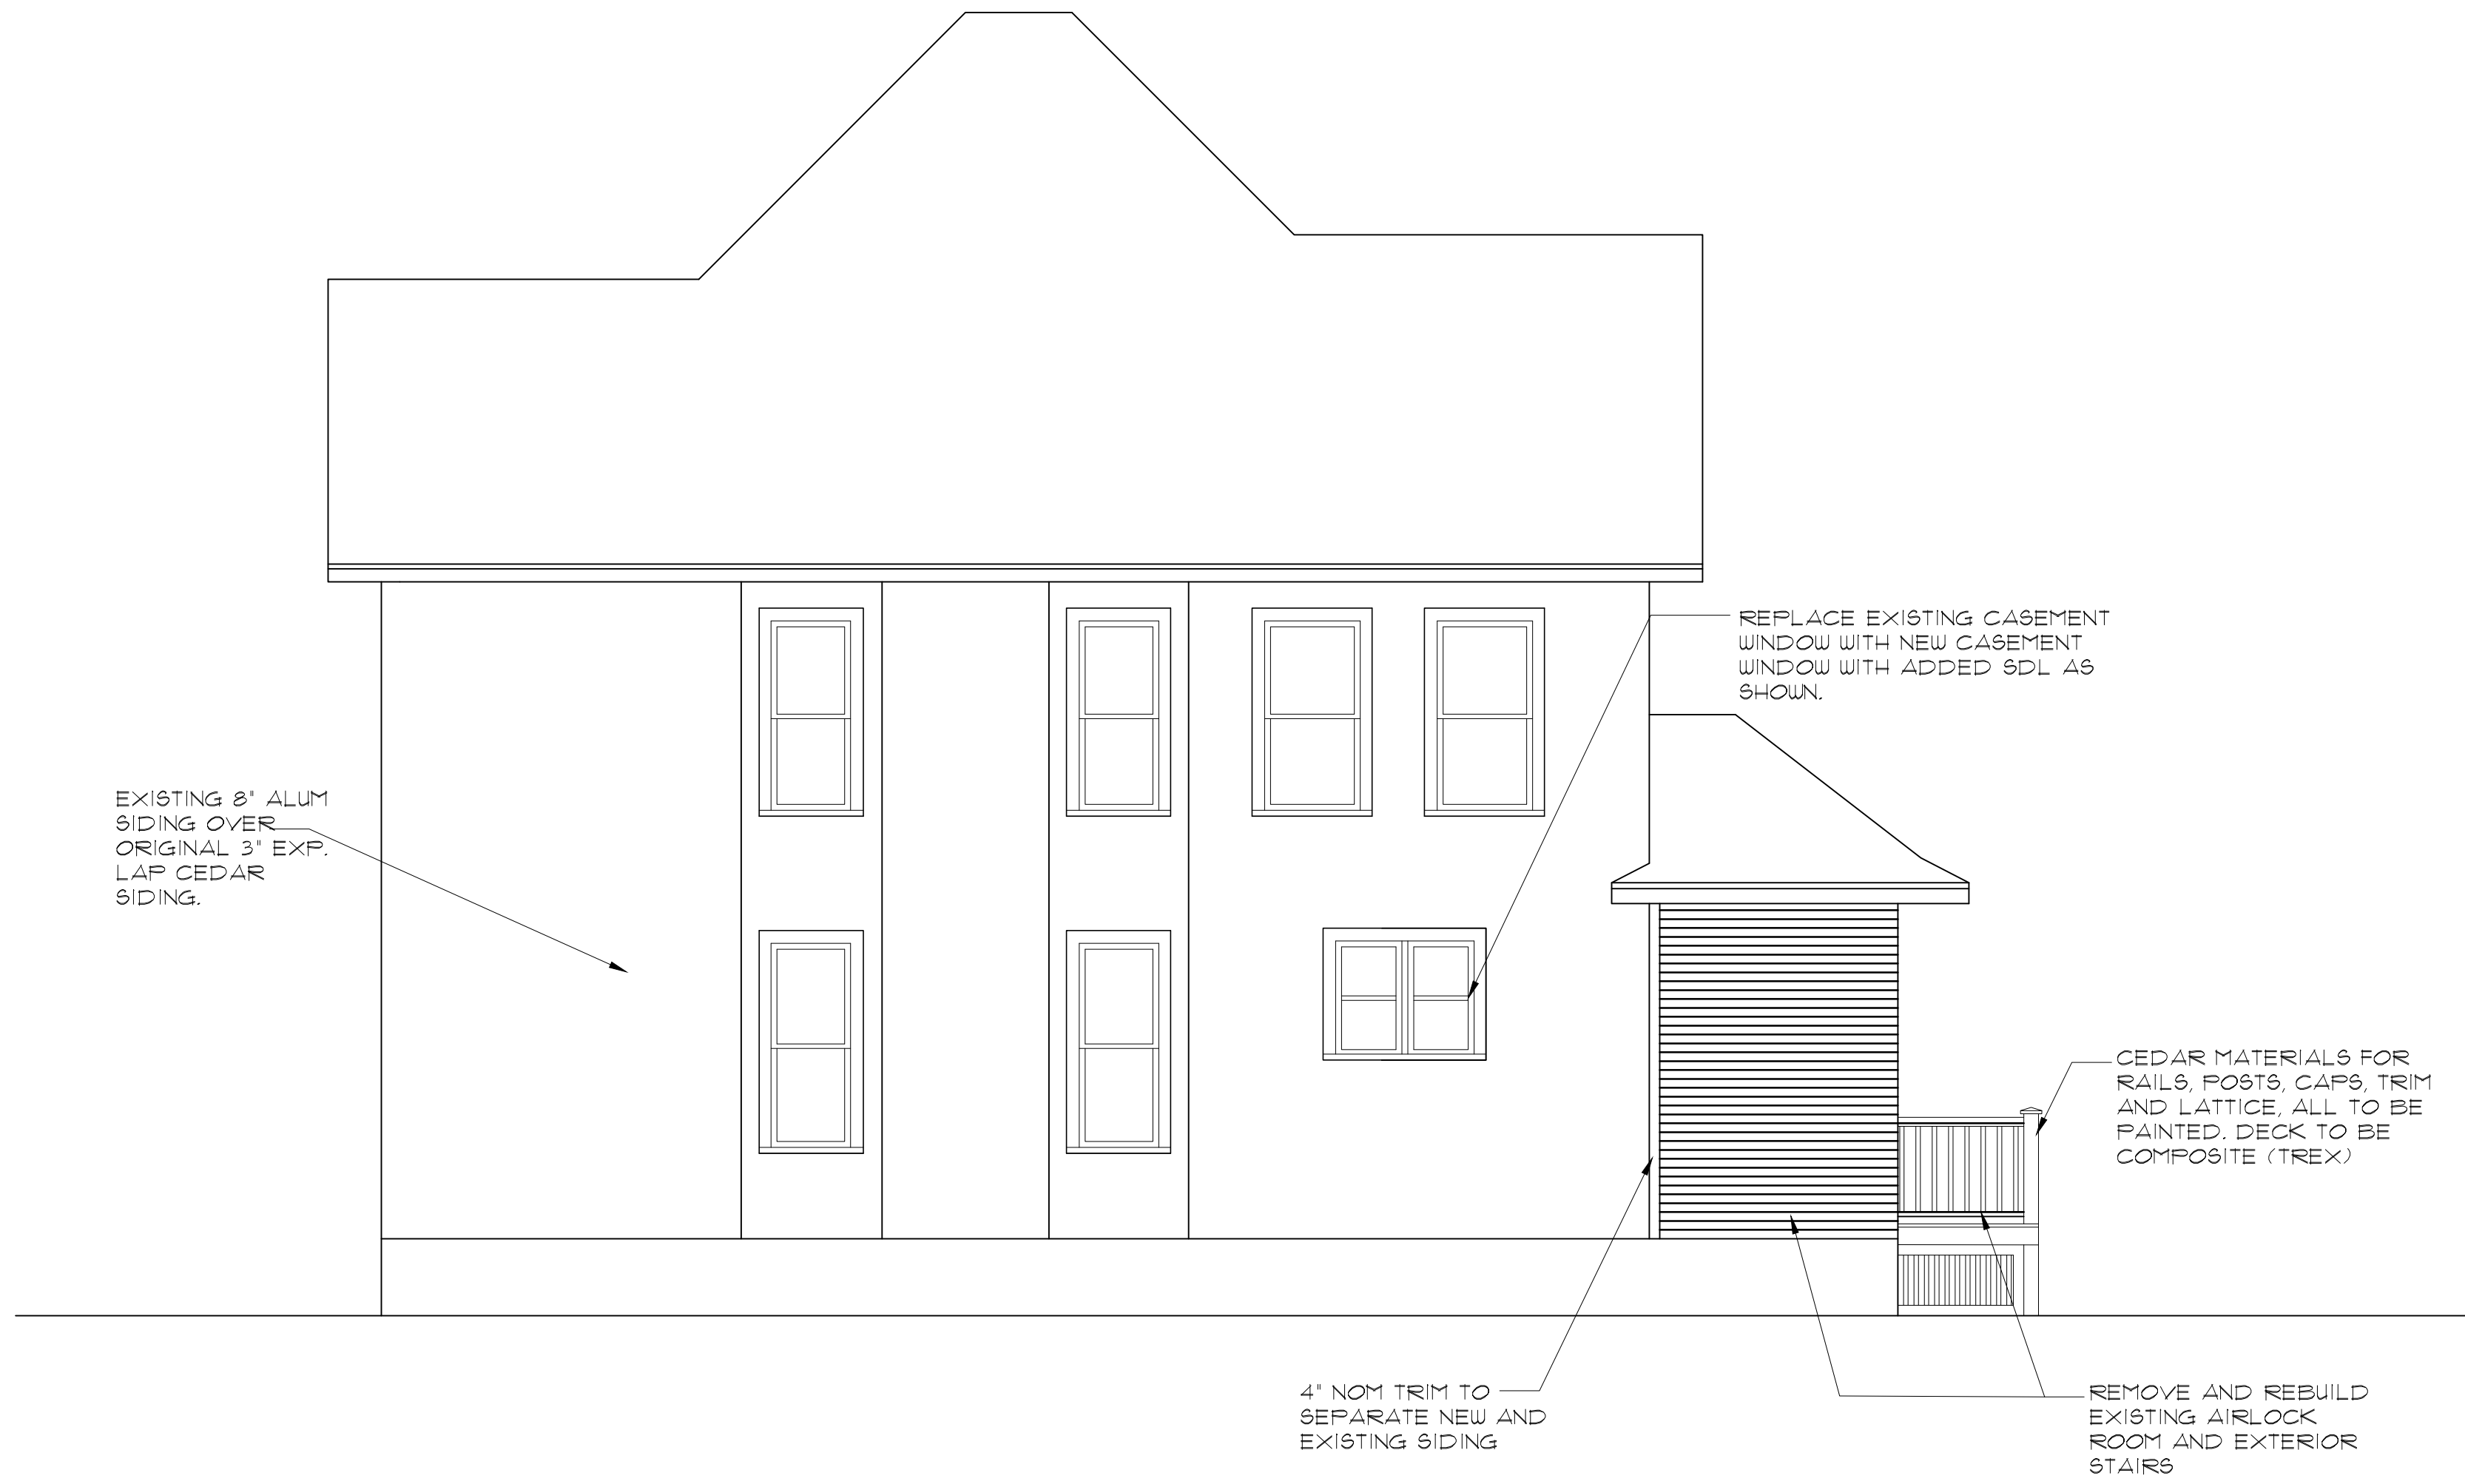 REPLACE EXISTING CASEMENT
WINDOW WITH NEW CASEMENT
WINDOW WITH ADDED SDL AS
SHOWN.
EXISTING 8" ALUM
SIDING OVER
ORIGINAL 3" EXP.
LAP CEDAR
SIDING.
CEDAR MATERIALS FOR
RAILS, POSTS, CAPS, TRIM
AND LATTICE, ALL TO BE
PAINTED. DECK TO BE
COMPOSITE (TREX)
4" NOM TRIM TO
SEPARATE NEW AND
EXISTING SIDING
REMOVE AND REBUILD
EXISTING AIRLOCK
ROOM AND EXTERIOR
STAIRS